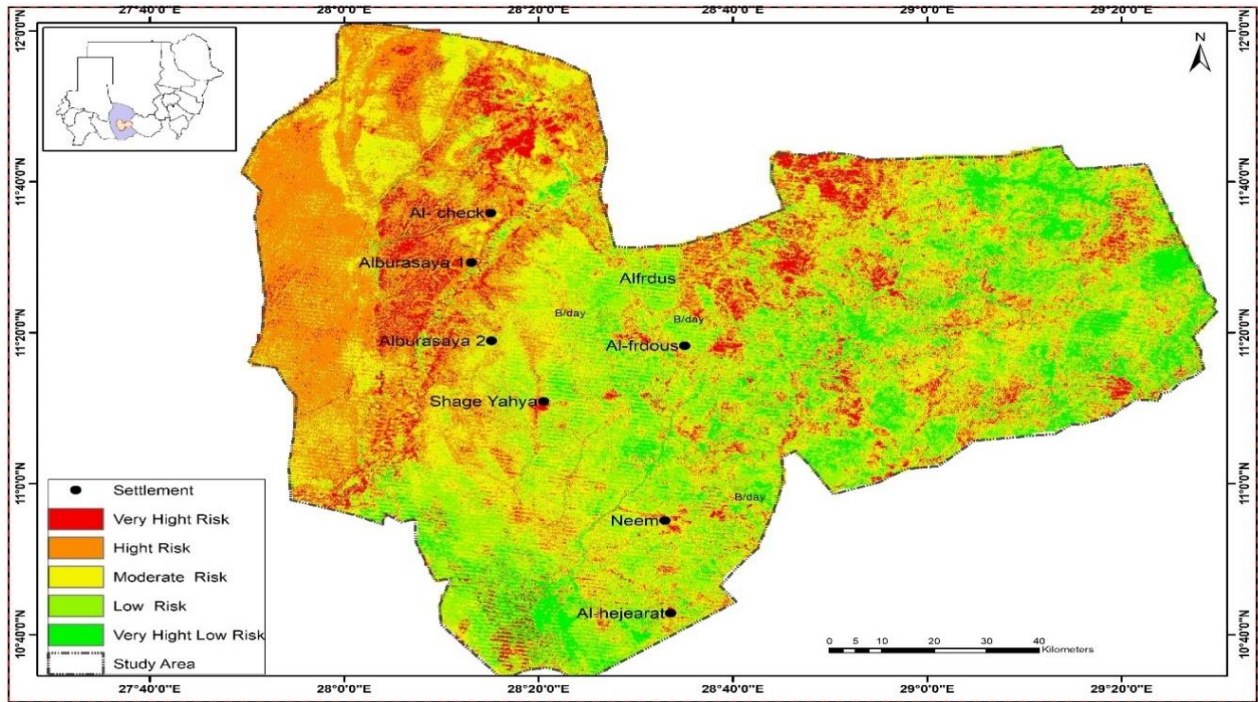 27°40'0"E 28°0'0"E 28°20'0"E 28°40'0"E 29°0'0"E 29°20'0"E
12°0'0"N
12°0'0"N
N
11°40'0"N
11°40'0"N
Al- check
Alburasaya 1
Alfrdus
B/day
B/day
11°20'0"N
11°20'0"N
Alburasaya 2
Al-frdous
Shage Yahya
11°0'0"N
11°0'0"N
B/day
Neem
Al-hejearat
10°40'0"N
10°40'0"N
Settlement
Very Hight Risk
Hight Risk
Moderate Risk
Low Risk
Very Hight Low Risk
Study Area
0 5 10 20 30 40
Kilometers
27°40'0"E 28°0'0"E 28°20'0"E 28°40'0"E 29°0'0"E 29°20'0"E